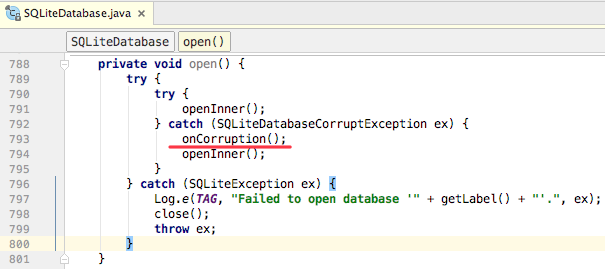 SQLiteDatabase.java ×
SQLiteDatabase open()
788 private void open() {
789 try {
790 try {
791 openInner();
792 } catch (SQLiteDatabaseCorruptException ex) {
793 onCorruption();
794 openInner();
795 }
796 } catch (SQLiteException ex) {
797 Log.e(TAG, "Failed to open database '" + getLabel() + "'.", ex);
798 close();
799 throw ex;
800 }
801 }